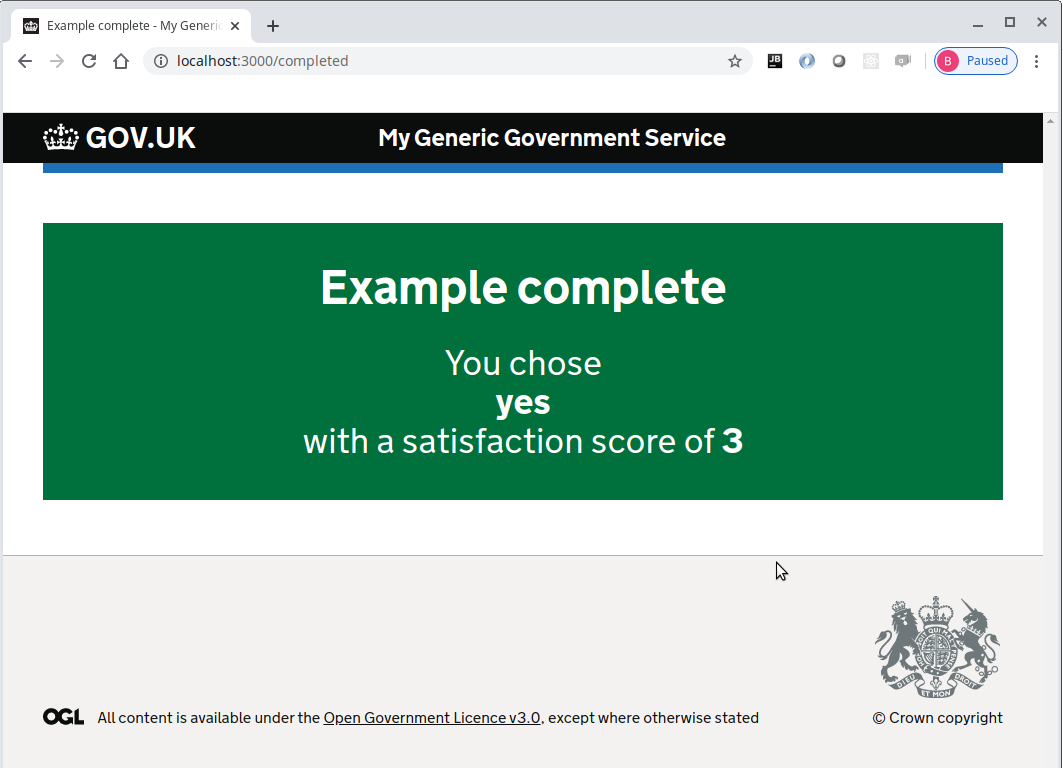 Example complete - My Generic
localhost:3000/completed
JB
B
Paused
GOV.UK
My Generic Government Service
Example complete
You chose
yes
with a satisfaction score of 3
DIEU ET MON DROIT
OGL
All content is available under the Open Government Licence v3.0, except where otherwise stated
© Crown copyright